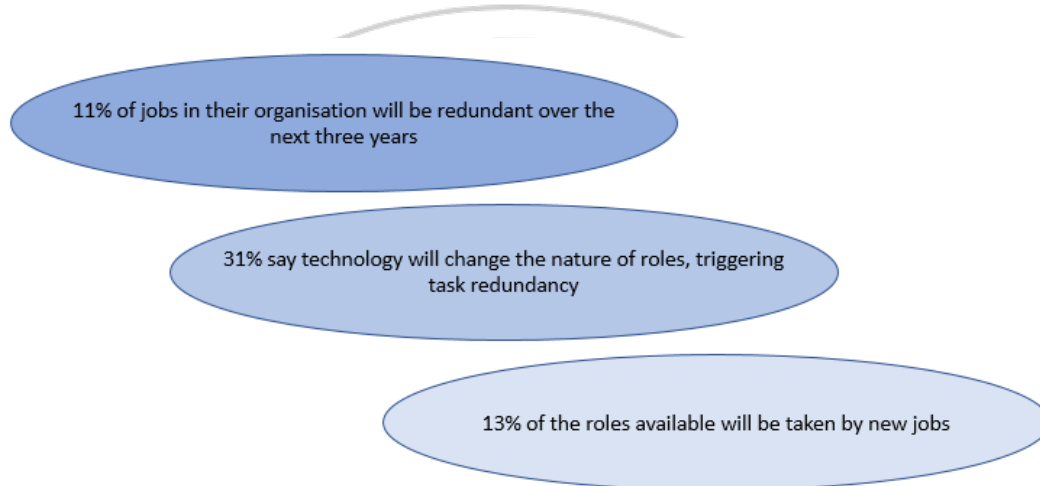 11% of jobs in their organisation will be redundant over the
next three years
31% say technology will change the nature of roles, triggering
task redundancy
13% of the roles available will be taken by new jobs